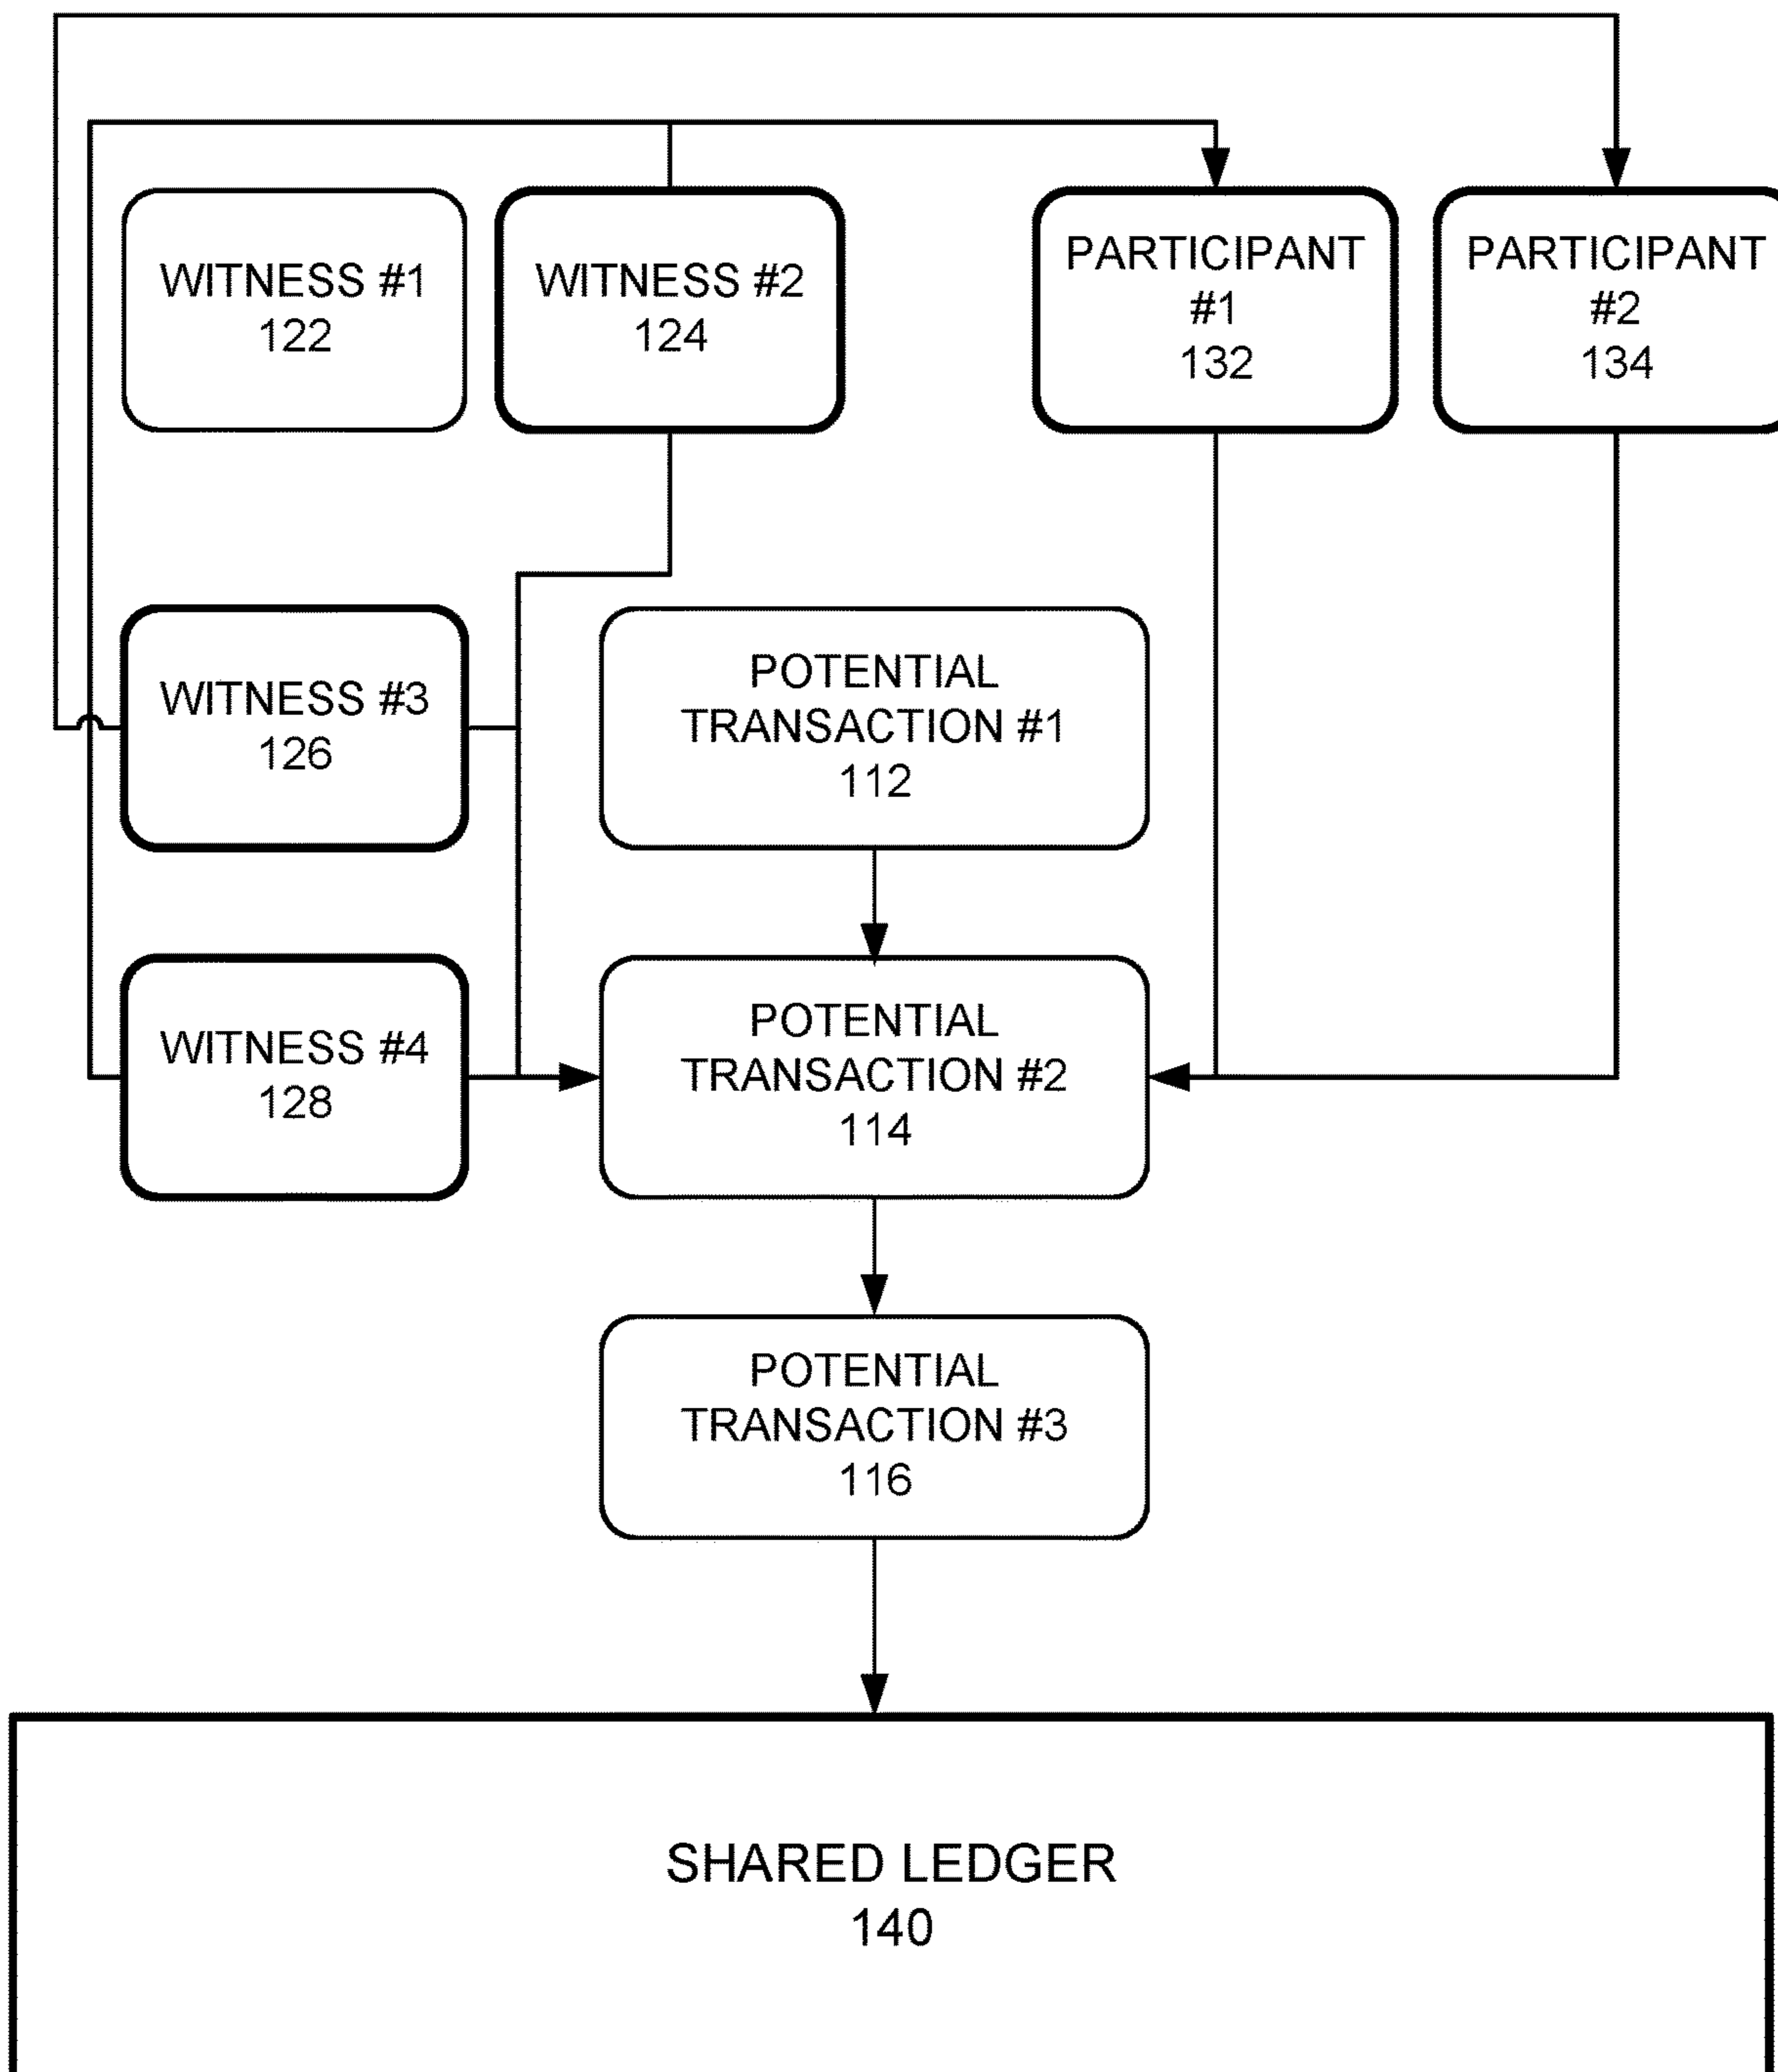 WITNESS #1
122
WITNESS #2
124
PARTICIPANT
#1
132
PARTICIPANT
#2
134
WITNESS #3
126
POTENTIAL
TRANSACTION #1
112
WITNESS #4
128
POTENTIAL
TRANSACTION #2
114
POTENTIAL
TRANSACTION #3
116
SHARED LEDGER
140